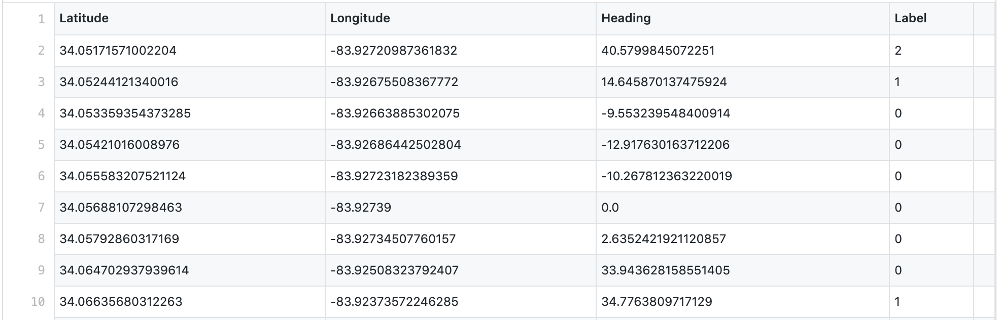 1 Latitude Longitude Heading Label
2 34.05171571002204 -83.92720987361832 40.5799845072251 2
3 34.05244121340016 -83.92675508367772 14.645870137475924 1
4 34.053359354373285 -83.92663885302075 -9.553239548400914 0
5 34.05421016008976 -83.92686442502804 -12.917630163712206 0
6 34.055583207521124 -83.92723182389359 -10.267812363220019 0
7 34.05688107298463 -83.92739 0.0 0
8 34.05792860317169 -83.92734507760157 2.6352421921120857 0
9 34.064702937939614 -83.92508323792407 33.943628158551405 0
10 34.06635680312263 -83.92373572246285 34.7763809717129 1